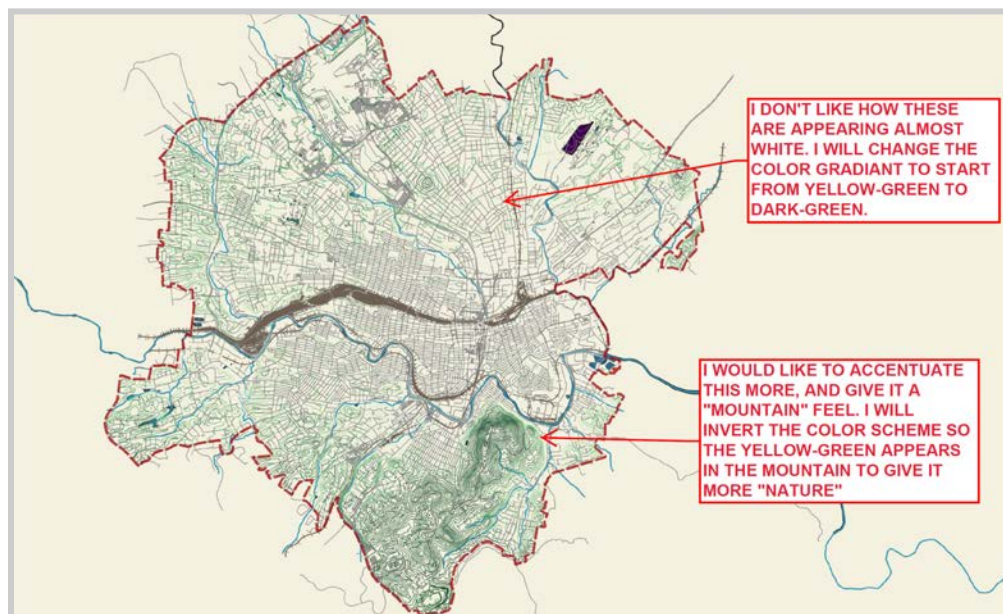 I DON'T LIKE HOW THESE
ARE APPEARING ALMOST
WHITE. I WILL CHANGE THE
COLOR GRADIANT TO START
FROM YELLOW-GREEN TO
DARK-GREEN.
I WOULD LIKE TO ACCENTUATE
THIS MORE, AND GIVE IT A
"MOUNTAIN" FEEL. I WILL
INVERT THE COLOR SCHEME SO
THE YELLOW-GREEN APPEARS
IN THE MOUNTAIN TO GIVE IT
MORE "NATURE"